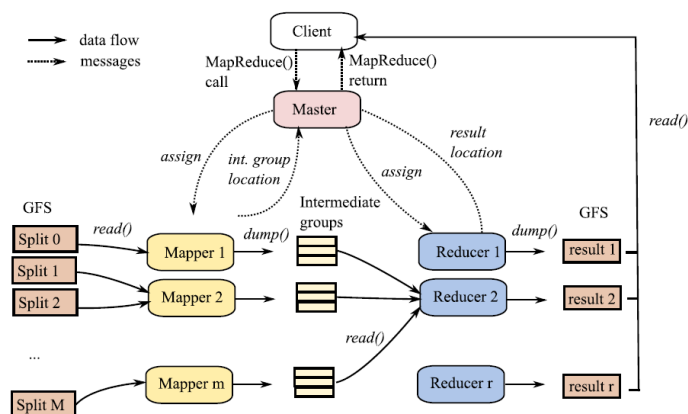 Client
data flow
messages
MapReduce()
call
MapReduce()
return
Master
read()
assign
int. group
location
assign
result
location
GFS
Intermediate
groups
GFS
Split 0
read()
Mapper 1
dump()
Reducer 1
dump()
result 1
Split 1
Split 2
Mapper 2
Reducer 2
result 2
read()
...
Split M
Mapper m
Reducer r
result r